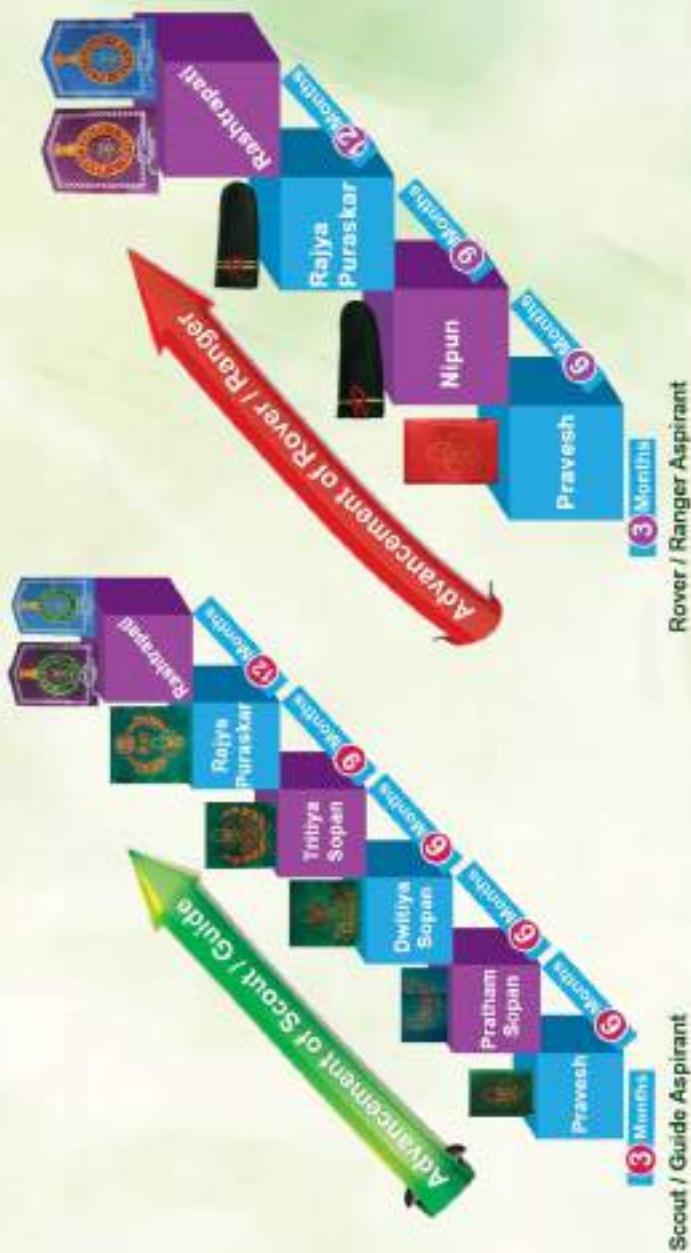 Advancement of Scout / Guide
Rashtrapati
12 Months
Rajya
Puraskar
9 Months
Tritiya
Sopan
6 Months
Dwitiya
Sopan
6 Months
Pratham
Sopan
6 Months
Pravesh
3 Months
Scout / Guide Aspirant
Advancement of Rover / Ranger
Rashtrapati
12 Months
Rajya
Puraskar
9 Months
Nipun
6 Months
Pravesh
3 Months
Rover / Ranger Aspirant